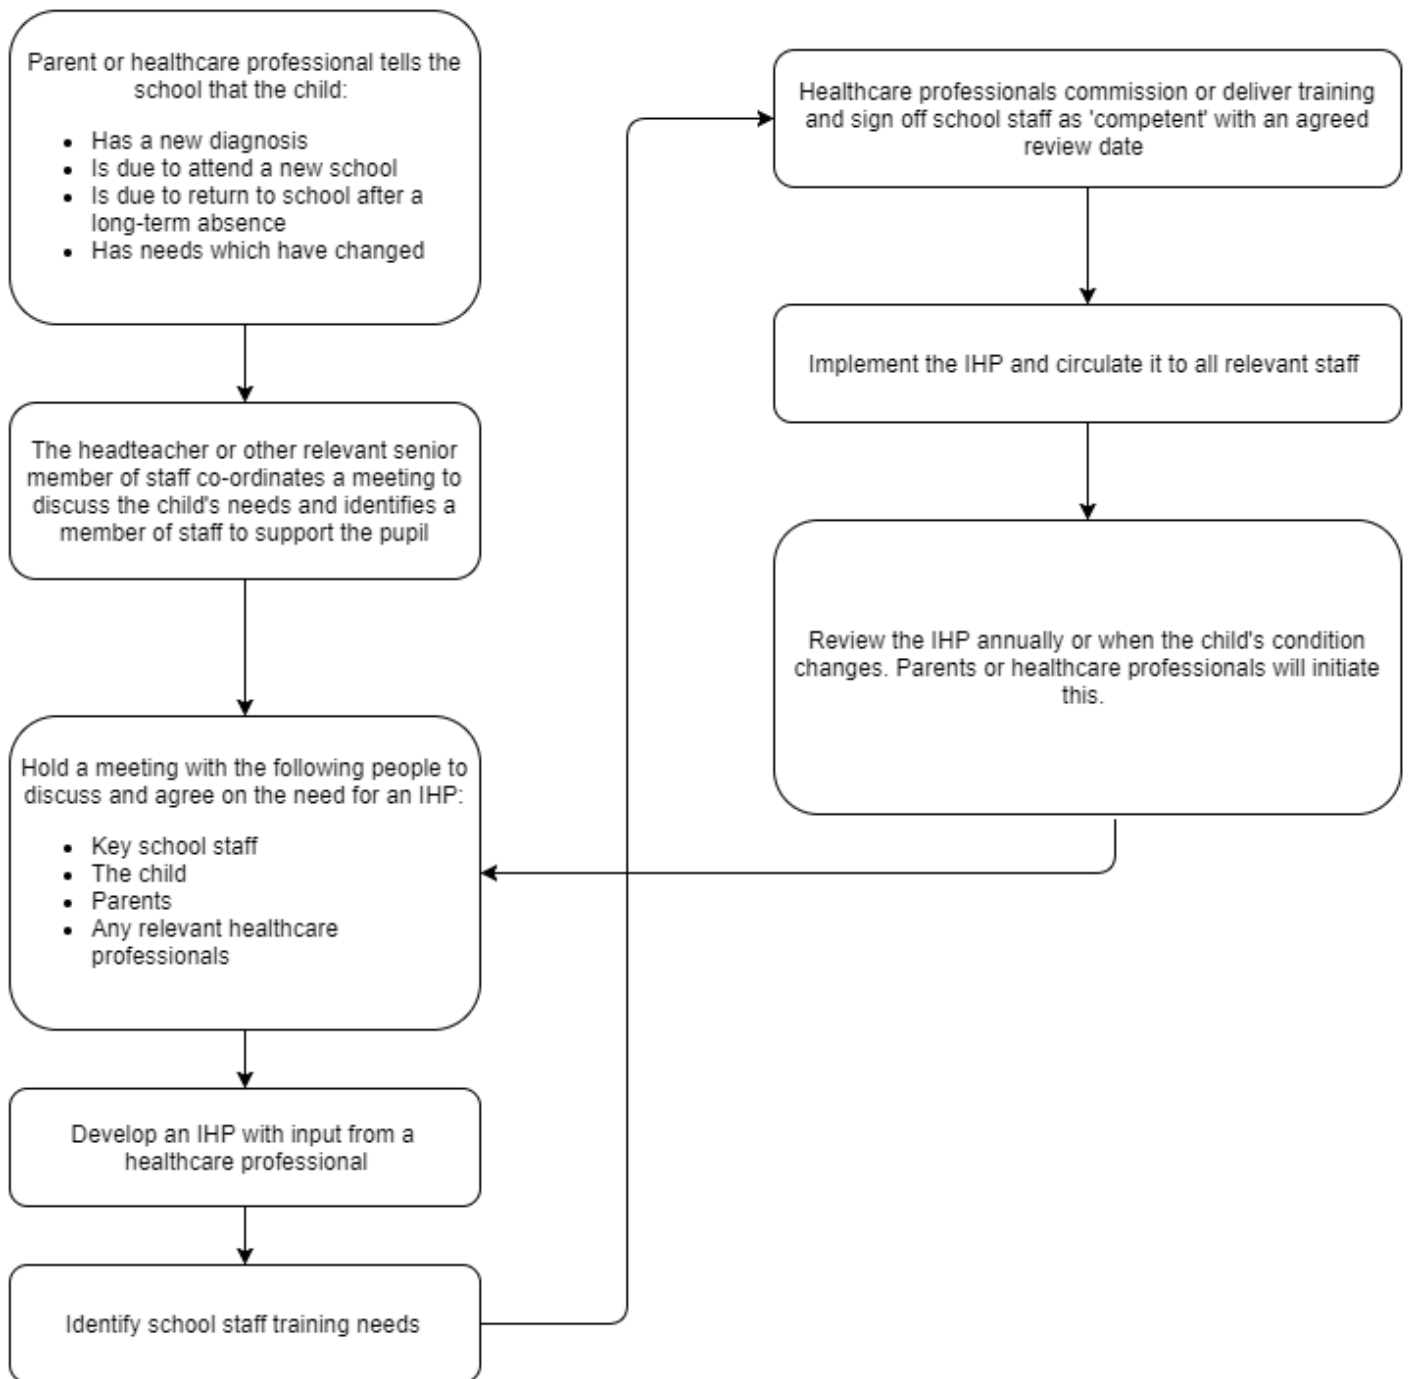 Parent or healthcare professional tells the
school that the child:
• Has a new diagnosis
• Is due to attend a new school
• Is due to return to school after a
long-term absence
• Has needs which have changed
The headteacher or other relevant senior
member of staff co-ordinates a meeting to
discuss the child's needs and identifies a
member of staff to support the pupil
Hold a meeting with the following people to
discuss and agree on the need for an IHP:
• Key school staff
• The child
• Parents
• Any relevant healthcare
professionals
Develop an IHP with input from a
healthcare professional
Identify school staff training needs
Healthcare professionals commission or deliver training
and sign off school staff as 'competent' with an agreed
review date
Implement the IHP and circulate it to all relevant staff
Review the IHP annually or when the child's condition
changes. Parents or healthcare professionals will initiate
this.